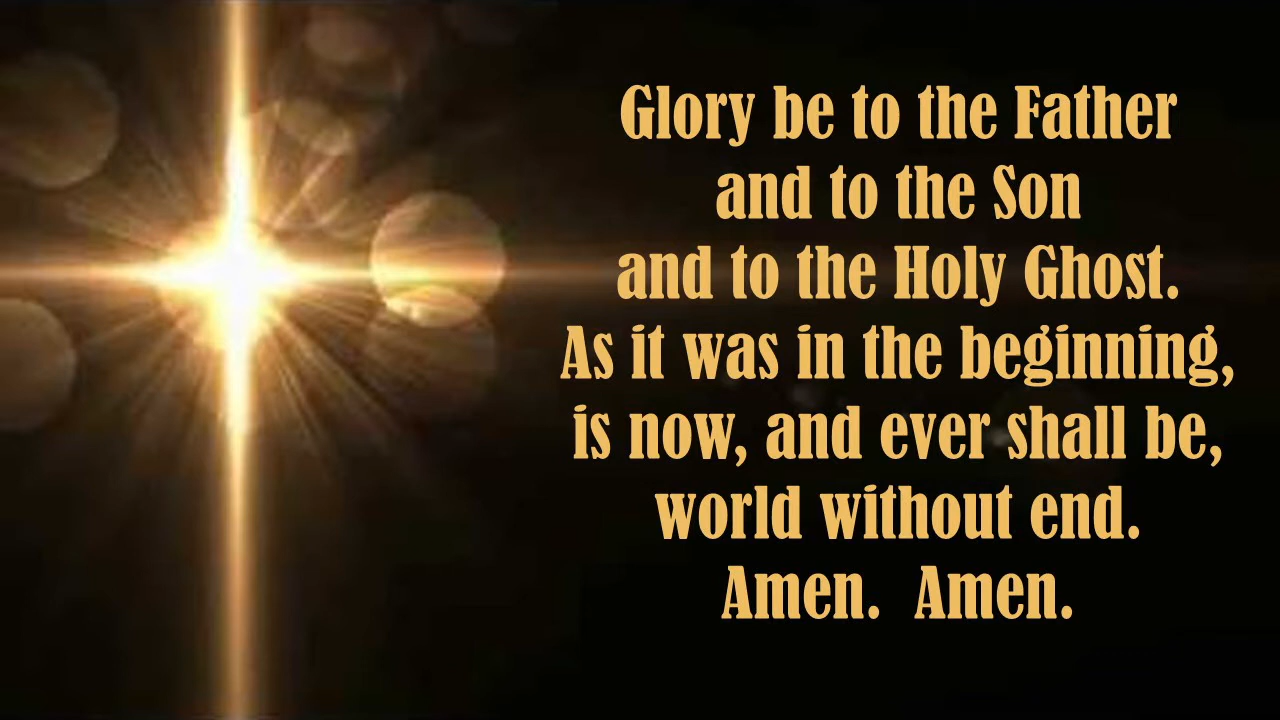 Glory be to the Father
and to the Son
and to the Holy Ghost.
As it was in the beginning,
is now, and ever shall be,
world without end.
Amen.  Amen.